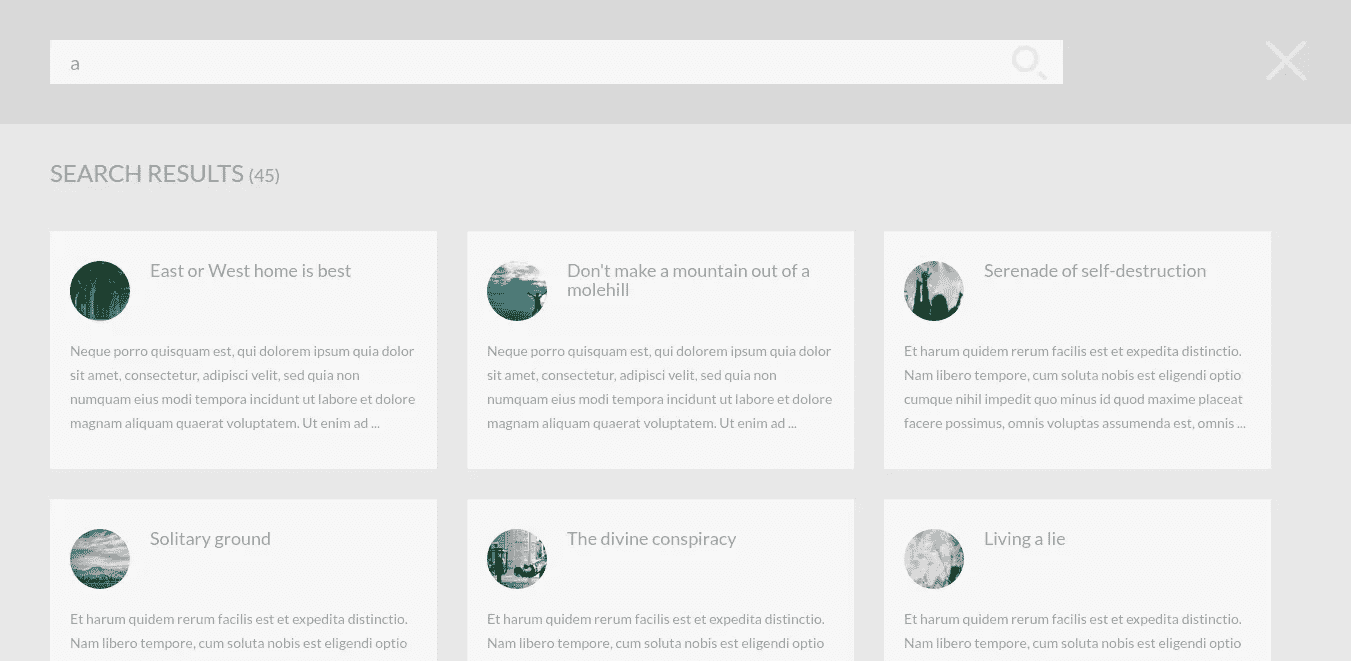 a
SEARCH RESULTS (45)
East or West home is best
Neque porro quisquam est, qui dolorem ipsum quia dolor
sit amet, consectetur, adipisci velit, sed quia non
numquam eius modi tempora incidunt ut labore et dolore
magnam aliquam quaerat voluptatem. Ut enim ad ...
Don't make a mountain out of a
molehill
Neque porro quisquam est, qui dolorem ipsum quia dolor
sit amet, consectetur, adipisci velit, sed quia non
numquam eius modi tempora incidunt ut labore et dolore
magnam aliquam quaerat voluptatem. Ut enim ad ...
Serenade of self-destruction
Et harum quidem rerum facilis est et expedita distinctio.
Nam libero tempore, cum soluta nobis est eligendi optio
cumque nihil impedit quo minus id quod maxime placeat
facere possimus, omnis voluptas assumenda est, omnis ...
Solitary ground
Et harum quidem rerum facilis est et expedita distinctio.
Nam libero tempore, cum soluta nobis est eligendi optio
The divine conspiracy
Et harum quidem rerum facilis est et expedita distinctio.
Nam libero tempore, cum soluta nobis est eligendi optio
Living a lie
Et harum quidem rerum facilis est et expedita distinctio.
Nam libero tempore, cum soluta nobis est eligendi optio